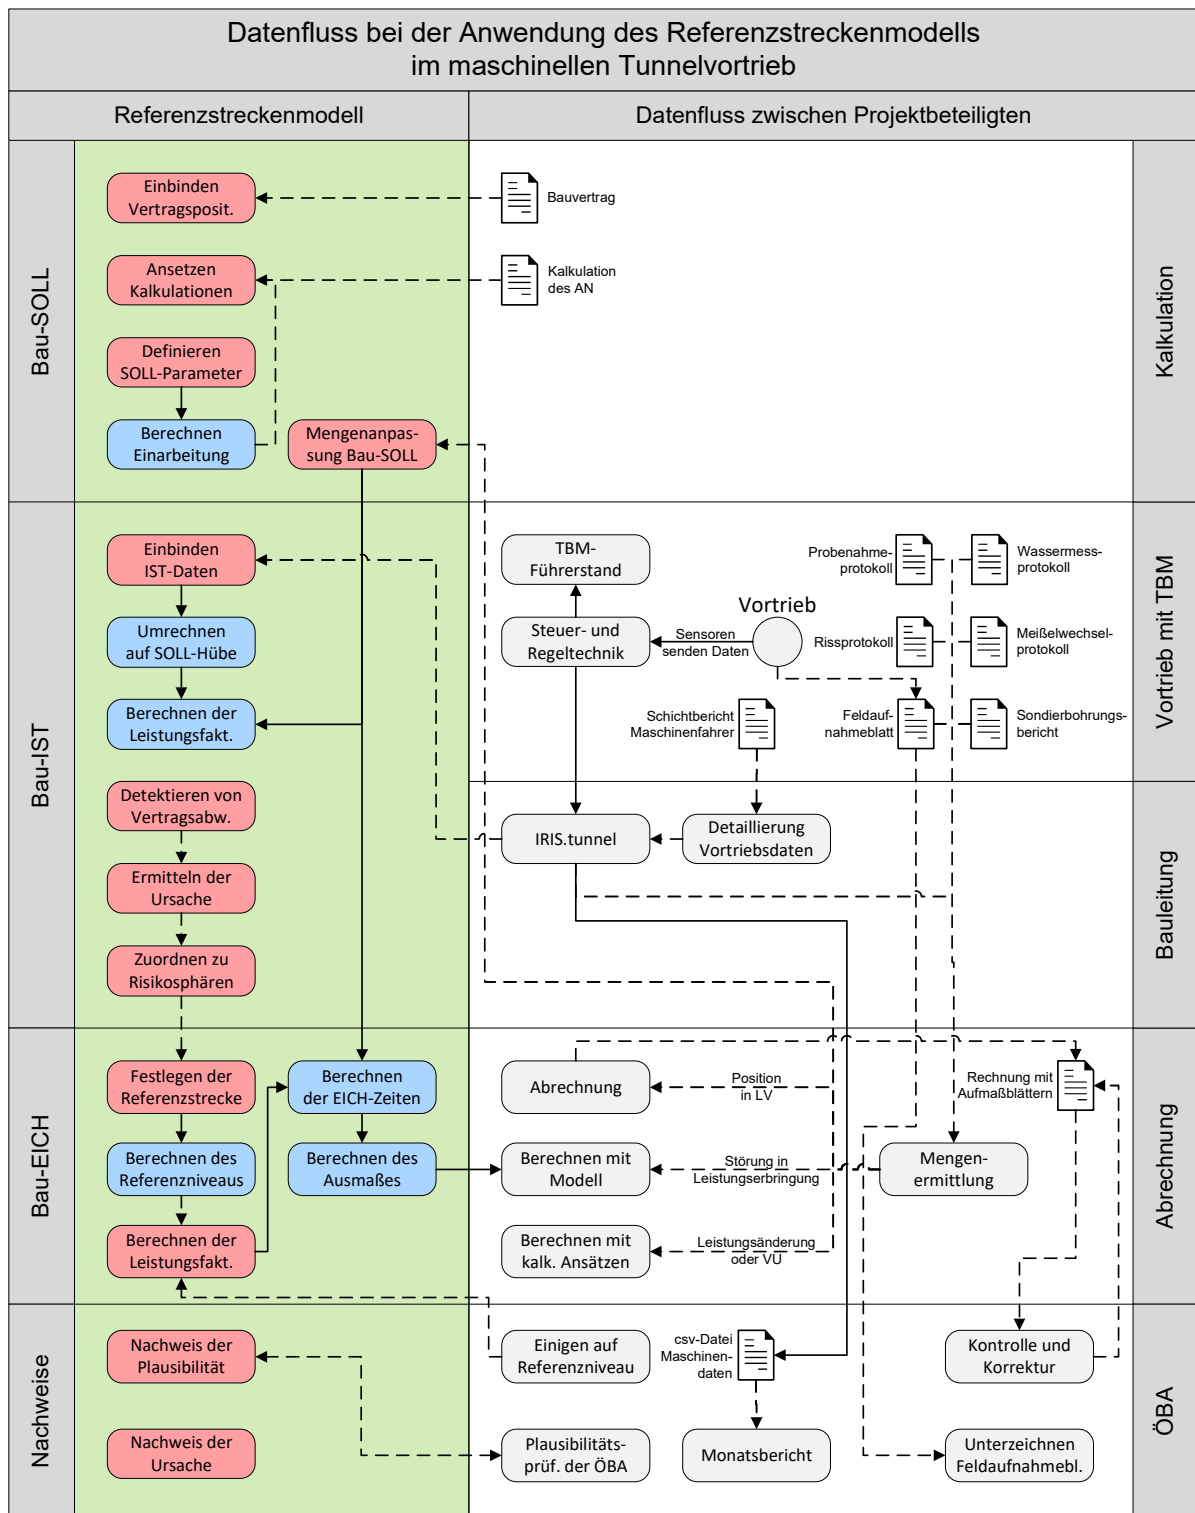 Datenfluss bei der Anwendung des Referenzstreckenmodells
im maschinellen Tunnelvortrieb
Referenzstreckenmodell
Datenfluss zwischen Projektbeteiligten
Bau-SOLL
Einbinden
Vertragsposit.
Bauvertrag
Ansetzen
Kalkulationen
Kalkulation
des AN
Definieren
SOLL-Parameter
Berechnen
Einarbeitung
Mengenanpas-
sung Bau-SOLL
Kalkulation
Bau-IST
Einbinden
IST-Daten
Umrechnen
auf SOLL-Hübe
Berechnen der
Leistungsfakt.
Detektieren von
Vertragsabw.
Ermitteln der
Ursache
Zuordnen zu
Risikosphären
TBM-
Führerstand
Steuer- und
Regeltechnik
Sensoren
senden Daten
Vortrieb
Probenahme-
protokoll
Wassermess-
protokoll
Rissprotokoll
Meißelwechsel-
protokoll
Schichtbericht
Maschinenfahrer
Feldauf-
nahmeblatt
Sondierbohrungs-
bericht
Vortrieb mit TBM
IRIS.tunnel
Detaillierung
Vortriebsdaten
Bauleitung
Bau-EICH
Festlegen der
Referenzstrecke
Berechnen des
Referenzniveaus
Berechnen der
Leistungsfakt.
Berechnen
der EICH-Zeiten
Berechnen des
Ausmaßes
Abrechnung
Position
in LV
Rechnung mit
Aufmaßblättern
Berechnen mit
Modell
Störung in
Leistungserbringung
Mengen-
ermittlung
Berechnen mit
kalk. Ansätzen
Leistungsänderung
oder VU
Abrechnung
Nachweise
Nachweis der
Plausibilität
Nachweis der
Ursache
Einigen auf
Referenzniveau
csv-Datei
Maschinen-
daten
Kontrolle und
Korrektur
Plausibilitäts-
prüf. der ÖBA
Monatsbericht
Unterzeichnen
Feldaufnahmebl.
ÖBA